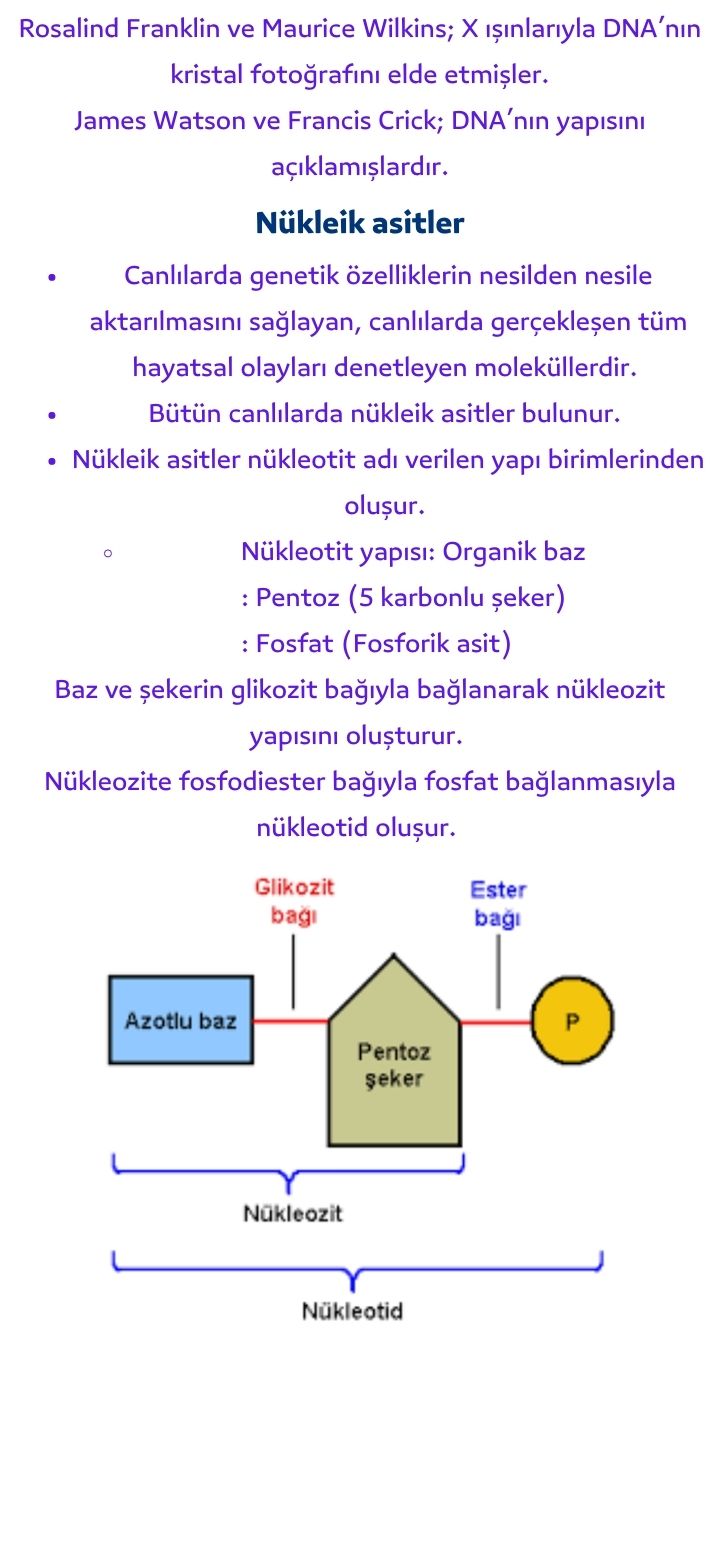 Rosalind Franklin ve Maurice Wilkins; X ışınlarıyla DNA’nın
kristal fotoğrafını elde etmişler.
James Watson ve Francis Crick; DNA’nın yapısını
açıklamışlardır.
Nükleik asitler
• Canlılarda genetik özelliklerin nesilden nesile
aktarılmasını sağlayan, canlılarda gerçekleşen tüm
hayatsal olayları denetleyen moleküllerdir.
• Bütün canlılarda nükleik asitler bulunur.
• Nükleik asitler nükleotit adı verilen yapı birimlerinden
oluşur.
◦ Nükleotit yapısı: Organik baz
: Pentoz (5 karbonlu şeker)
: Fosfat (Fosforik asit)
Baz ve şekerin glikozit bağıyla bağlanarak nükleozit
yapısını oluşturur.
Nükleozite fosfodiester bağıyla fosfat bağlanmasıyla
nükleotid oluşur.
Glikozit
bağı
Ester
bağı
Azotlu baz
Pentoz
şeker
P
Nükleozit
Nükleotid